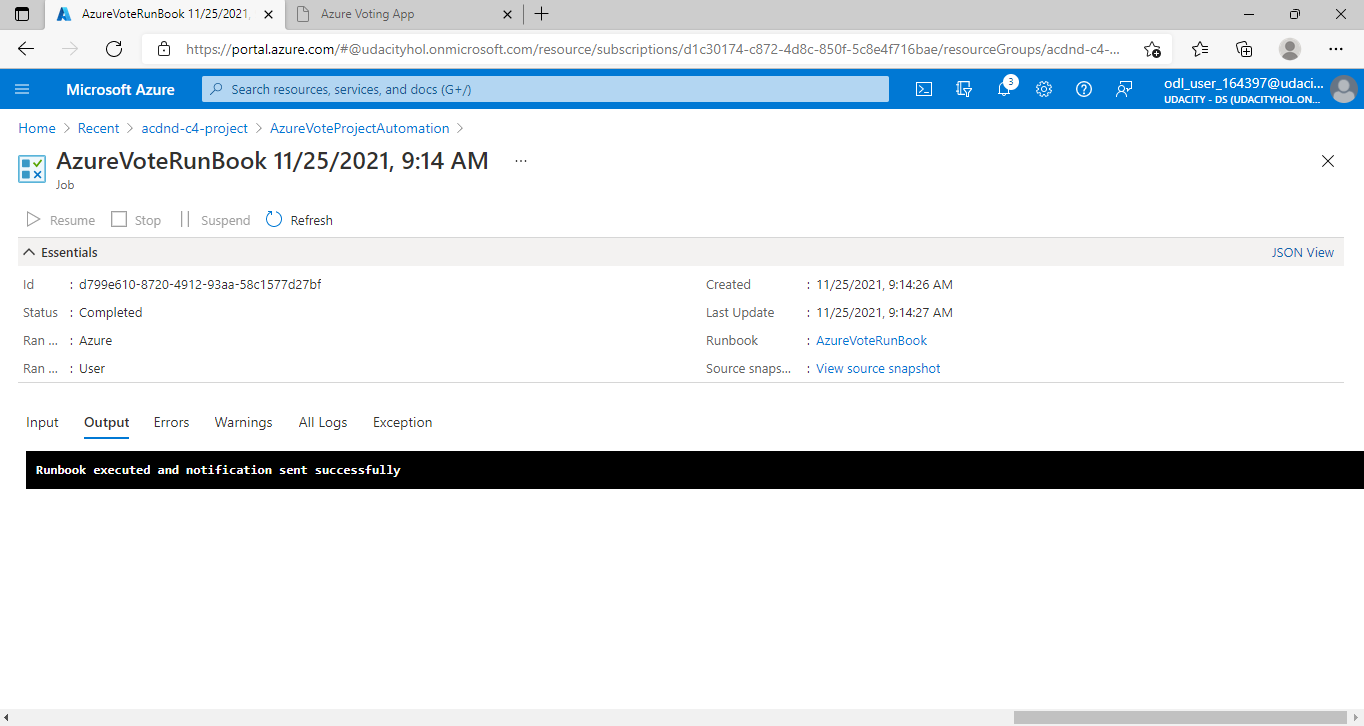 AzureVoteRunBook 11/25/2021,
Azure Voting App
https://portal.azure.com/#@udacityhol.onmicrosoft.com/resource/subscriptions/d1c30174-c872-4d8c-850f-5c8e4f716bae/resourceGroups/acdnd-c4-...
Microsoft Azure
Search resources, services, and docs (G+/)
3
odl_user_164397@udaci...
UDACITY - DS (UDACITYHOL.ON...
Home > Recent > acdnd-c4-project > AzureVoteProjectAutomation >
AzureVoteRunBook 11/25/2021, 9:14 AM ...
Job
Resume Stop Suspend Refresh
Essentials JSON View
Id : d799e610-8720-4912-93aa-58c1577d27bf Created : 11/25/2021, 9:14:26 AM
Status : Completed Last Update : 11/25/2021, 9:14:27 AM
Ran ... : Azure Runbook : AzureVoteRunBook
Ran ... : User Source snaps... : View source snapshot
Input Output Errors Warnings All Logs Exception
Runbook executed and notification sent successfully